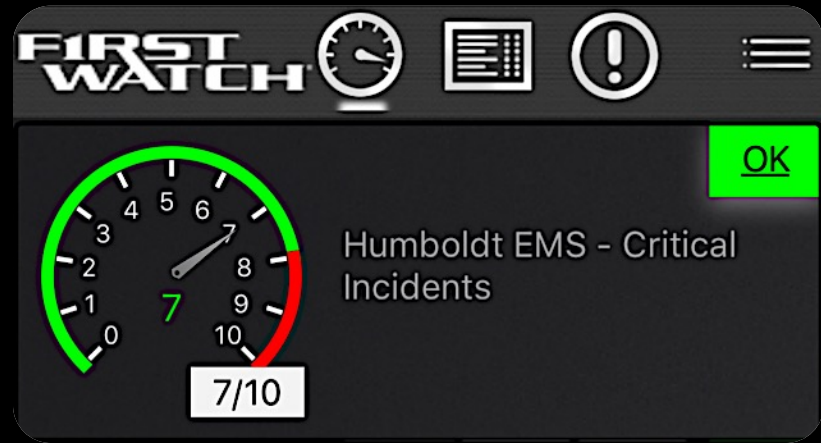 FIRST
WATCH
OK
0
1
2
3
4
5
6
7
8
9
10
7
7/10
Humboldt EMS - Critical
Incidents